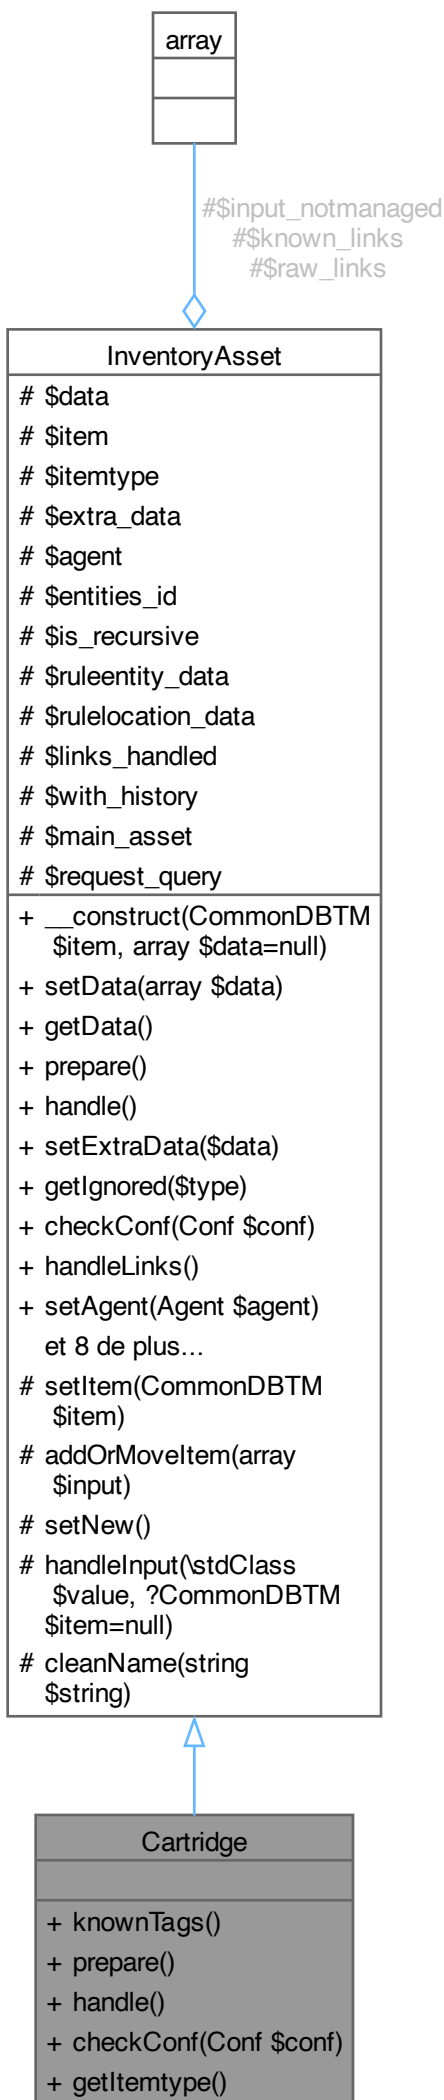 array
#$input_notmanaged
#$known_links
#$raw_links
InventoryAsset
# $data
# $item
# $itemtype
# $extra_data
# $agent
# $entities_id
# $is_recursive
# $ruleentity_data
# $rulelocation_data
# $links_handled
# $with_history
# $main_asset
# $request_query
+ __construct(CommonDBTM
$item, array $data=null)
+ setData(array $data)
+ getData()
+ prepare()
+ handle()
+ setExtraData($data)
+ getIgnored($type)
+ checkConf(Conf $conf)
+ handleLinks()
+ setAgent(Agent $agent)
et 8 de plus...
# setItem(CommonDBTM
$item)
# addOrMoveItem(array
$input)
# setNew()
# handleInput(\stdClass
$value, ?CommonDBTM
$item=null)
# cleanName(string
$string)
Cartridge
+ knownTags()
+ prepare()
+ handle()
+ checkConf(Conf $conf)
+ getItemtype()